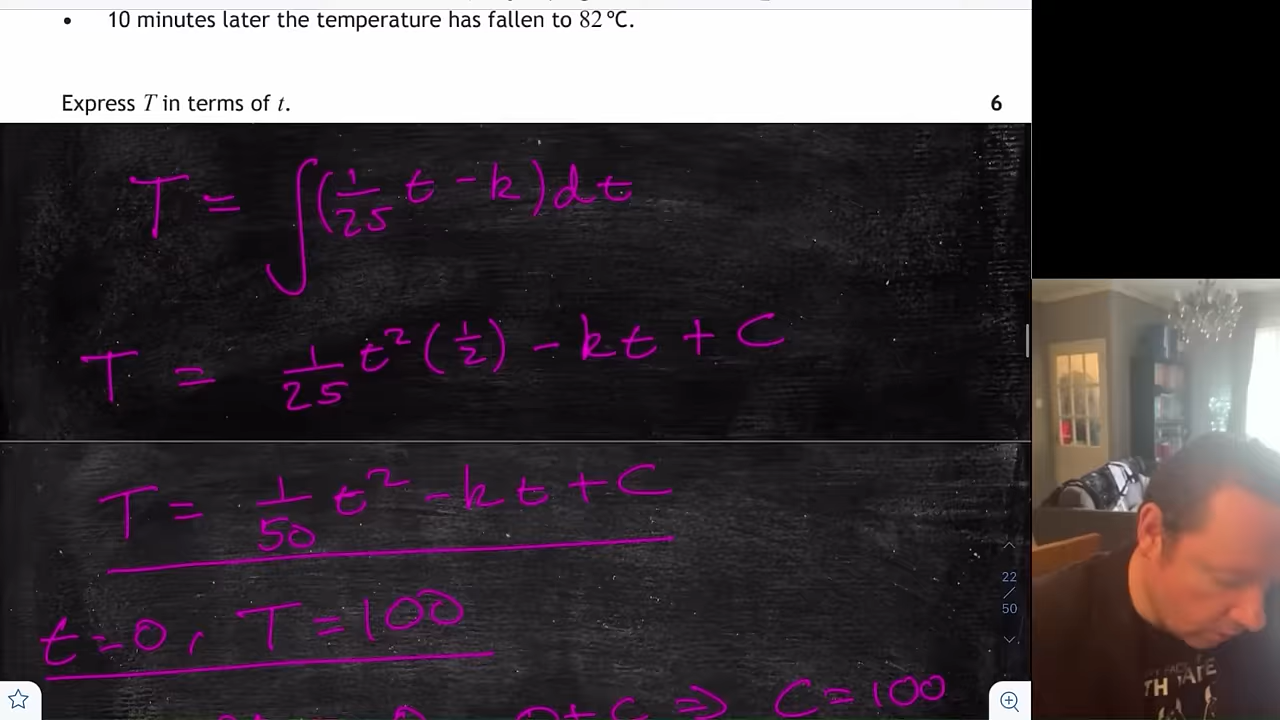 • 10 minutes later the temperature has fallen to 82 °C.
Express T in terms of t. 6
T = ∫(1/25 t - k)dt
T = 1/25 t²(1/2) - kt + C
T = 1/50 t² - kt + C
t=0, T=100
0 + C ⇒ C = 100
22
/
50